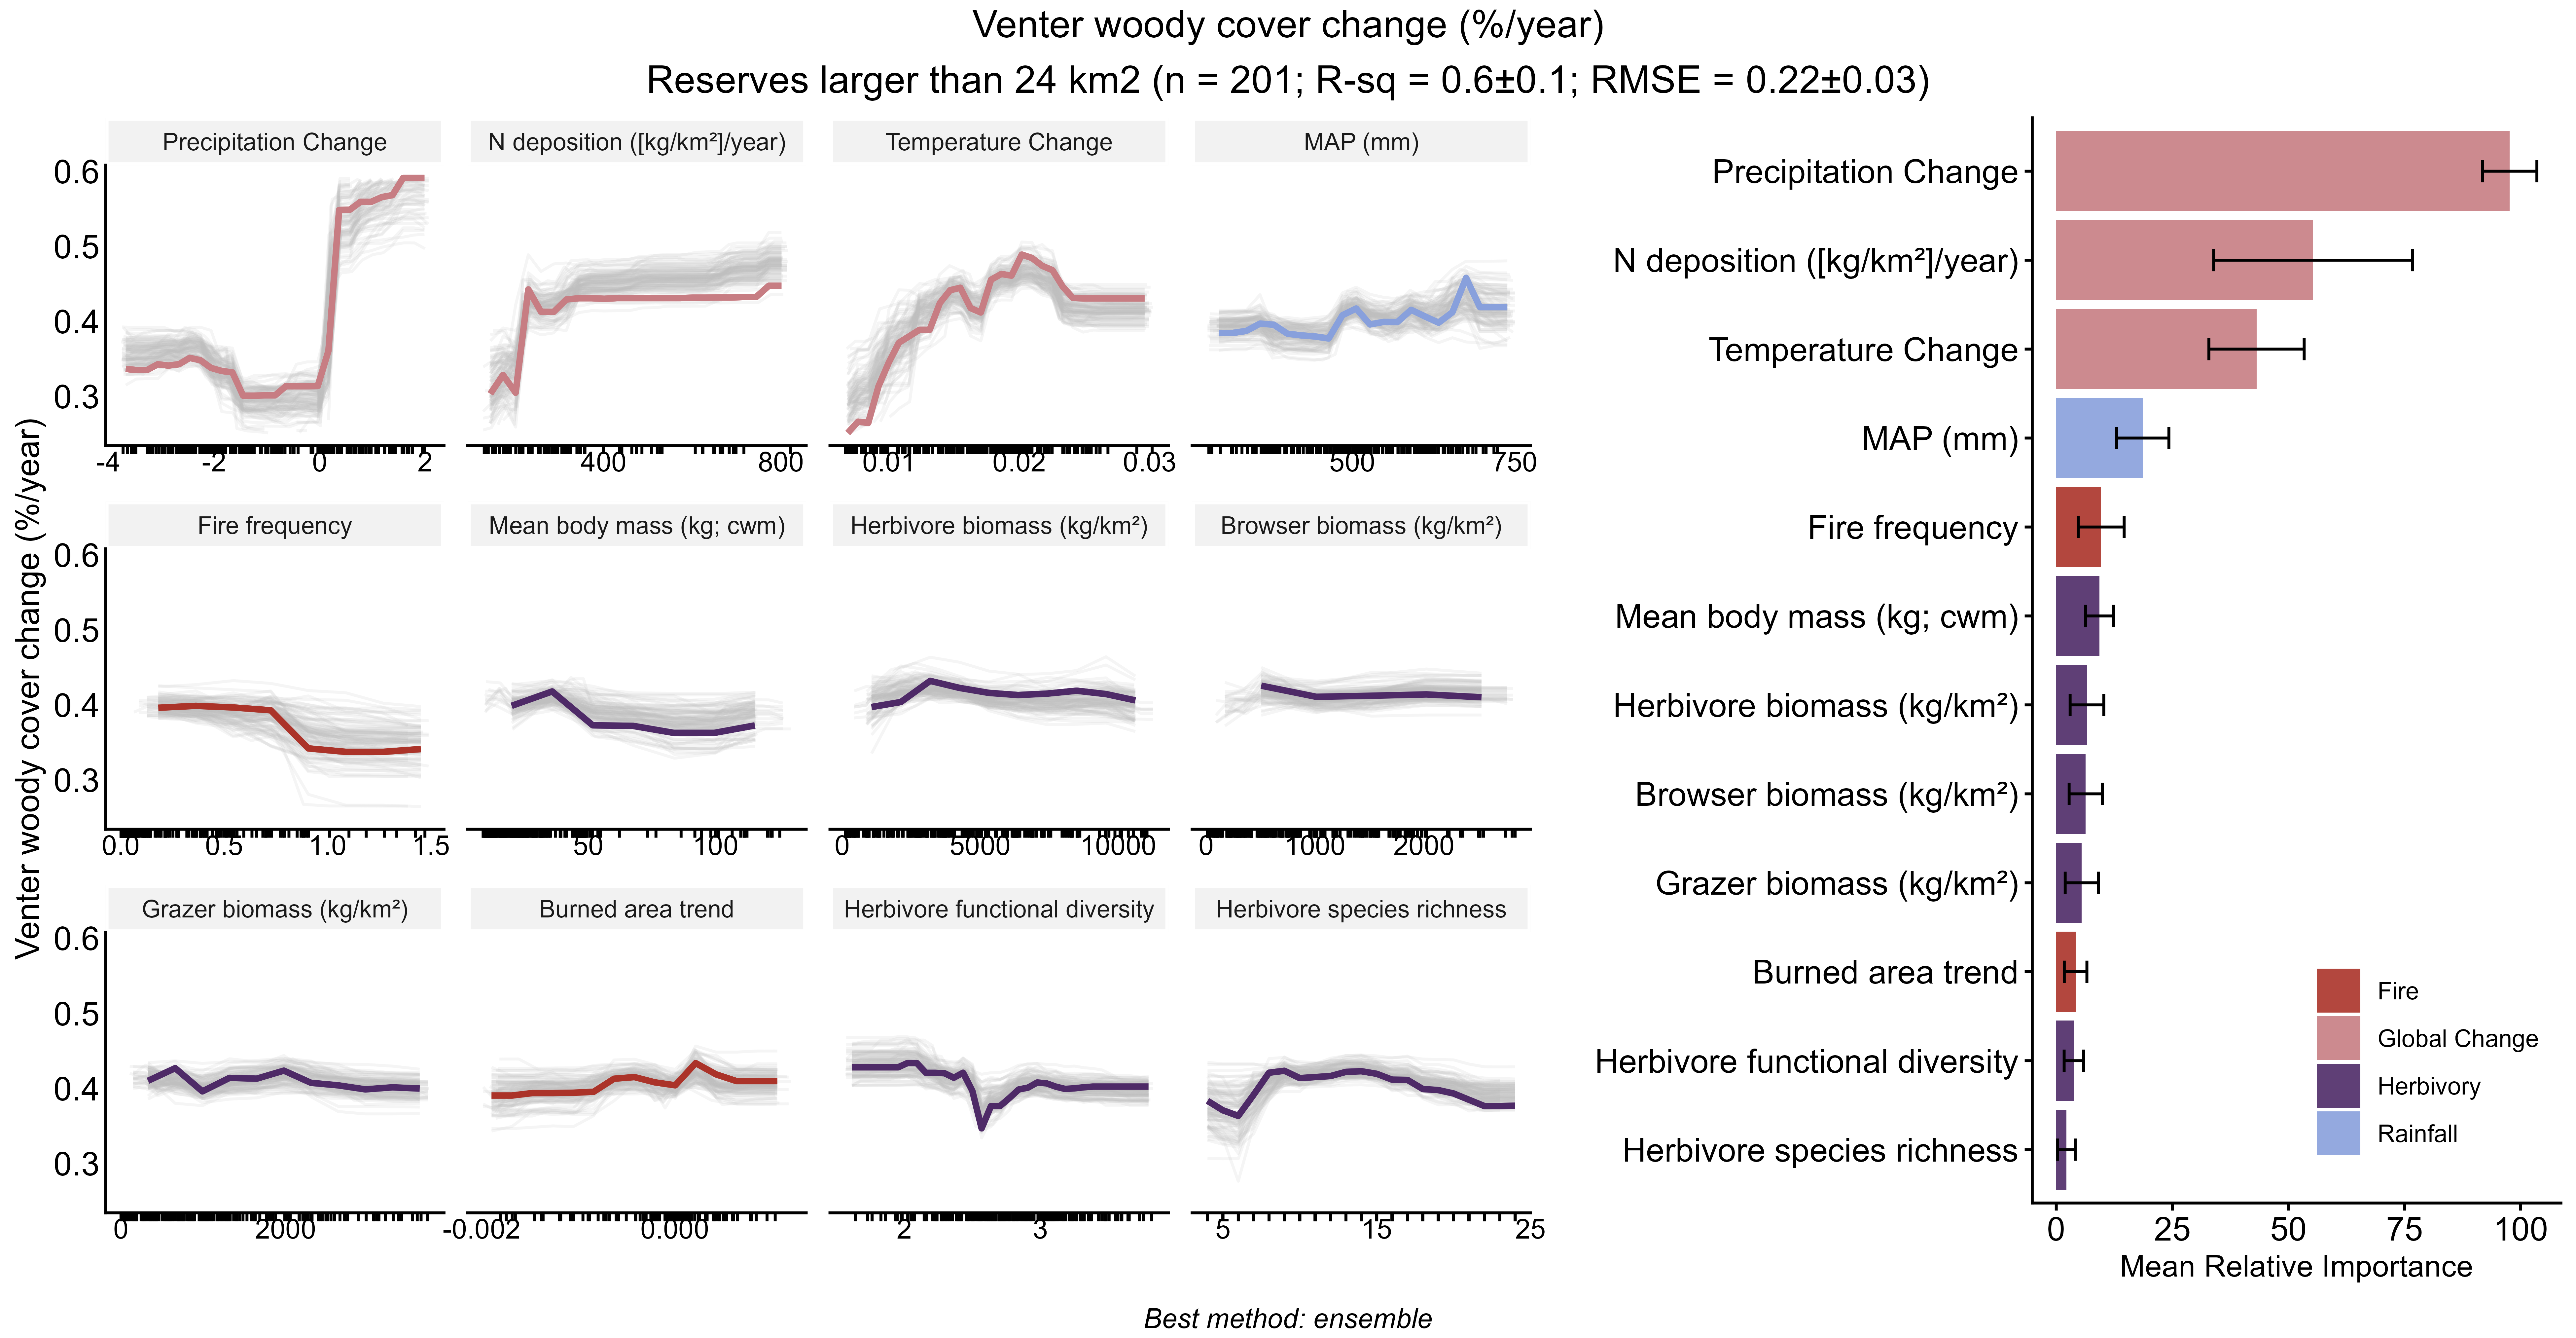 Venter woody cover change (%/year)
Reserves larger than 24 km2 (n = 201; R-sq = 0.6±0.1; RMSE = 0.22±0.03)
Venter woody cover change (%/year)
Precipitation Change
N deposition ([kg/km²]/year)
Temperature Change
MAP (mm)
0.6
0.5
0.4
0.3
-4 -2 0 2
400 800
0.01 0.02 0.03
500 750
Fire frequency
Mean body mass (kg; cwm)
Herbivore biomass (kg/km²)
Browser biomass (kg/km²)
0.6
0.5
0.4
0.3
0.0 0.5 1.0 1.5
50 100
0 5000 10000
0 1000 2000
Grazer biomass (kg/km²)
Burned area trend
Herbivore functional diversity
Herbivore species richness
0.6
0.5
0.4
0.3
0 2000
-0.002 0.000
2 3
5 15 25
Precipitation Change
N deposition ([kg/km²]/year)
Temperature Change
MAP (mm)
Fire frequency
Mean body mass (kg; cwm)
Herbivore biomass (kg/km²)
Browser biomass (kg/km²)
Grazer biomass (kg/km²)
Burned area trend
Herbivore functional diversity
Herbivore species richness
Fire
Global Change
Herbivory
Rainfall
0 25 50 75 100
Mean Relative Importance
Best method: ensemble